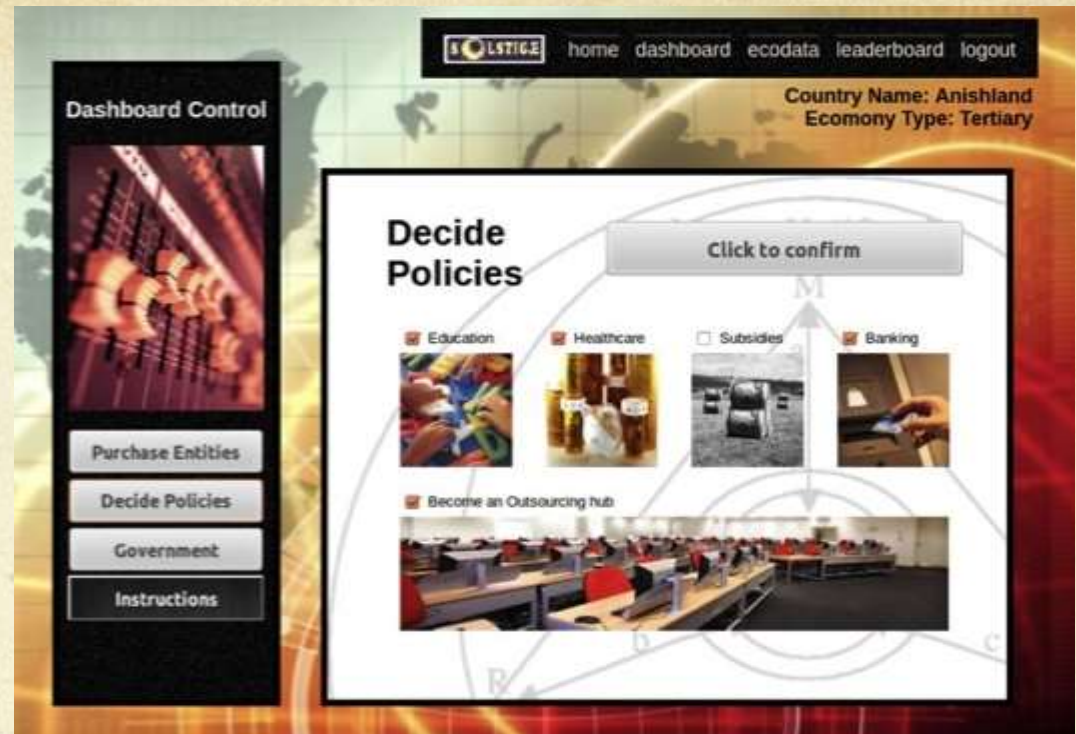 SOLSTICE home dashboard ecodata leaderboard logout
Country Name: Anishland
Ecomony Type: Tertiary
Dashboard Control
Purchase Entities
Decide Policies
Government
Instructions
Decide
Policies
Click to confirm
M
Education Healthcare Subsidies Banking
Become an Outsourcing hub
b c
R